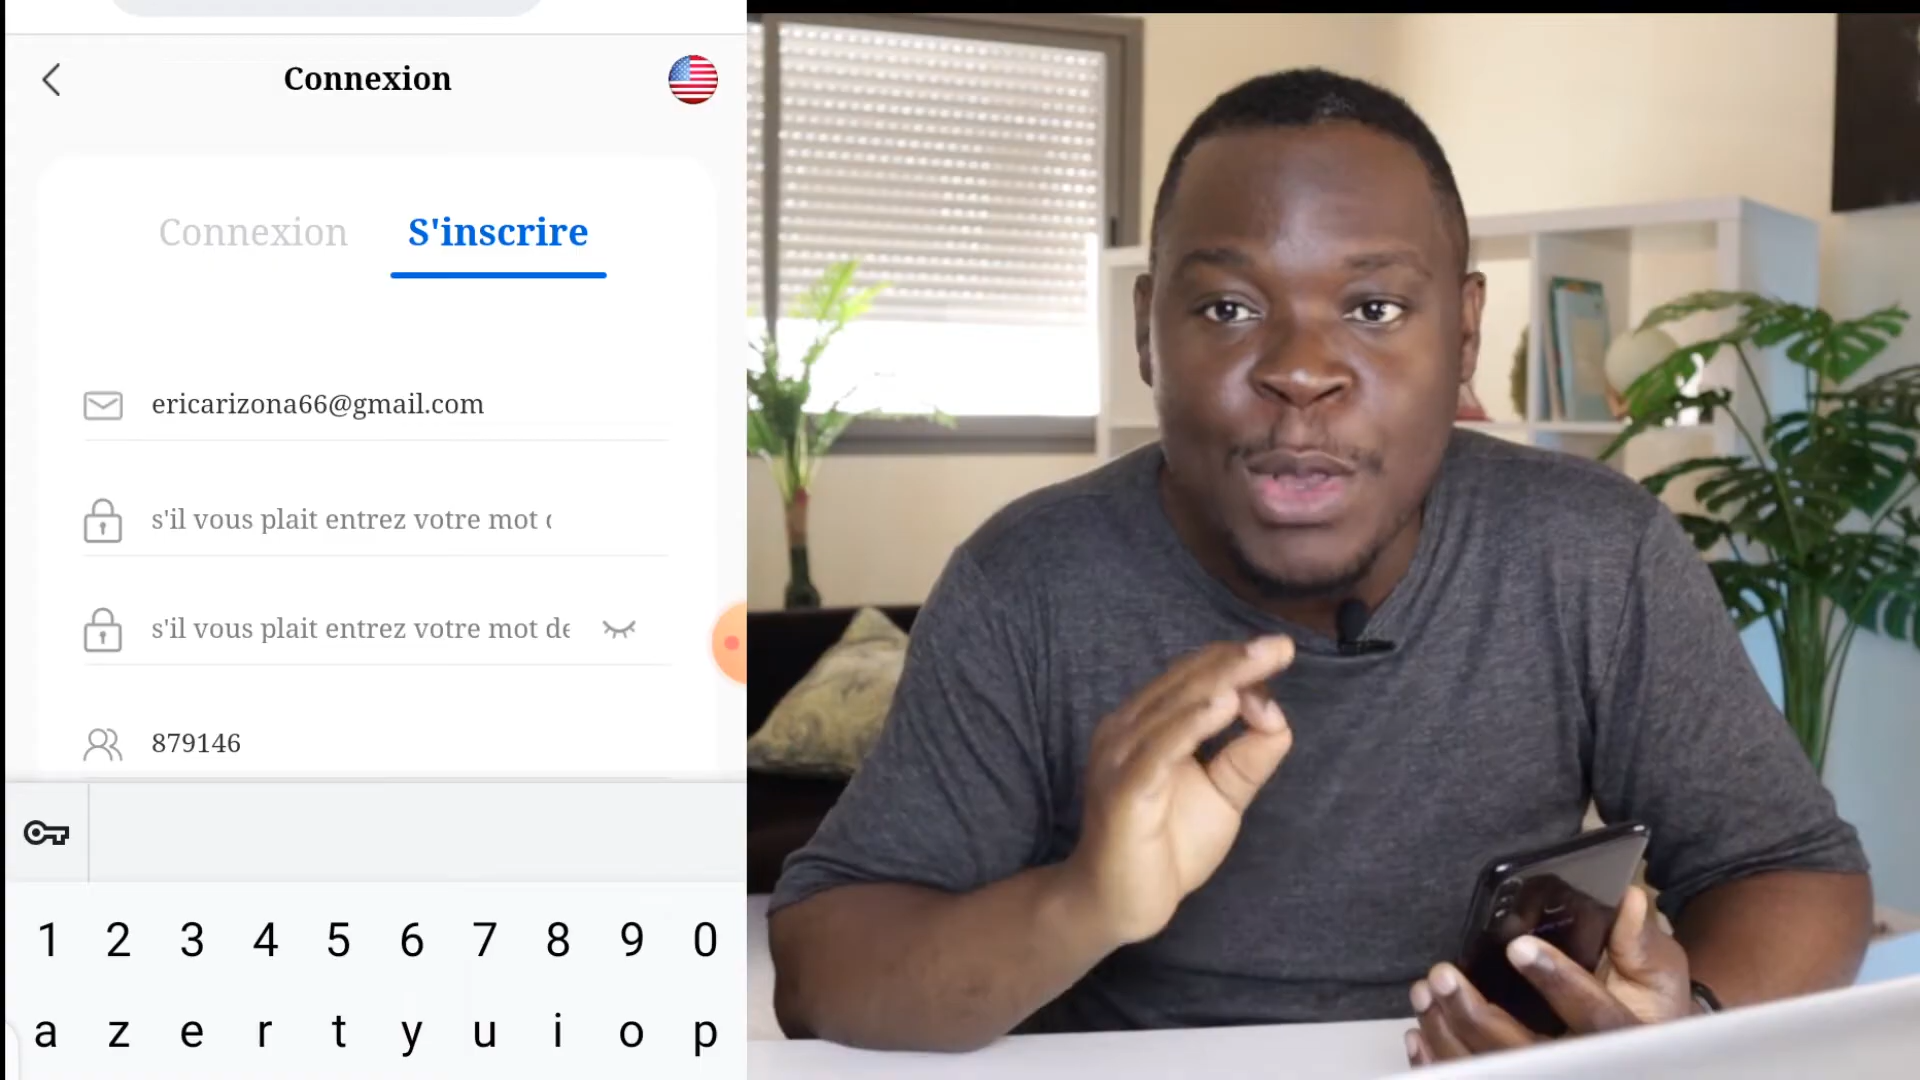 Connexion
Connexion S'inscrire
ericarizona66@gmail.com
s'il vous plait entrez votre mot
s'il vous plait entrez votre mot de
879146
1 2 3 4 5 6 7 8 9 0
a z e r t y u i o p